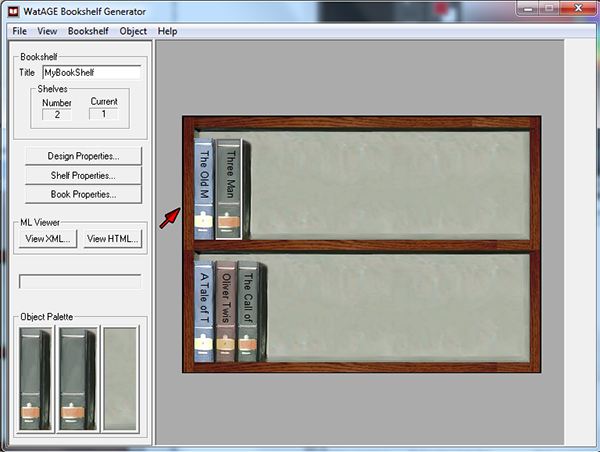 WatAGE Bookshelf Generator
File View Bookshelf Object Help
Bookshelf
Title MyBookShelf
Shelves
Number Current
2 1
Design Properties...
Shelf Properties...
Book Properties...
ML Viewer
View XML... View HTML...
Object Palette
The Old M
Three Man
A Tale of T
Oliver Twis
The Call of